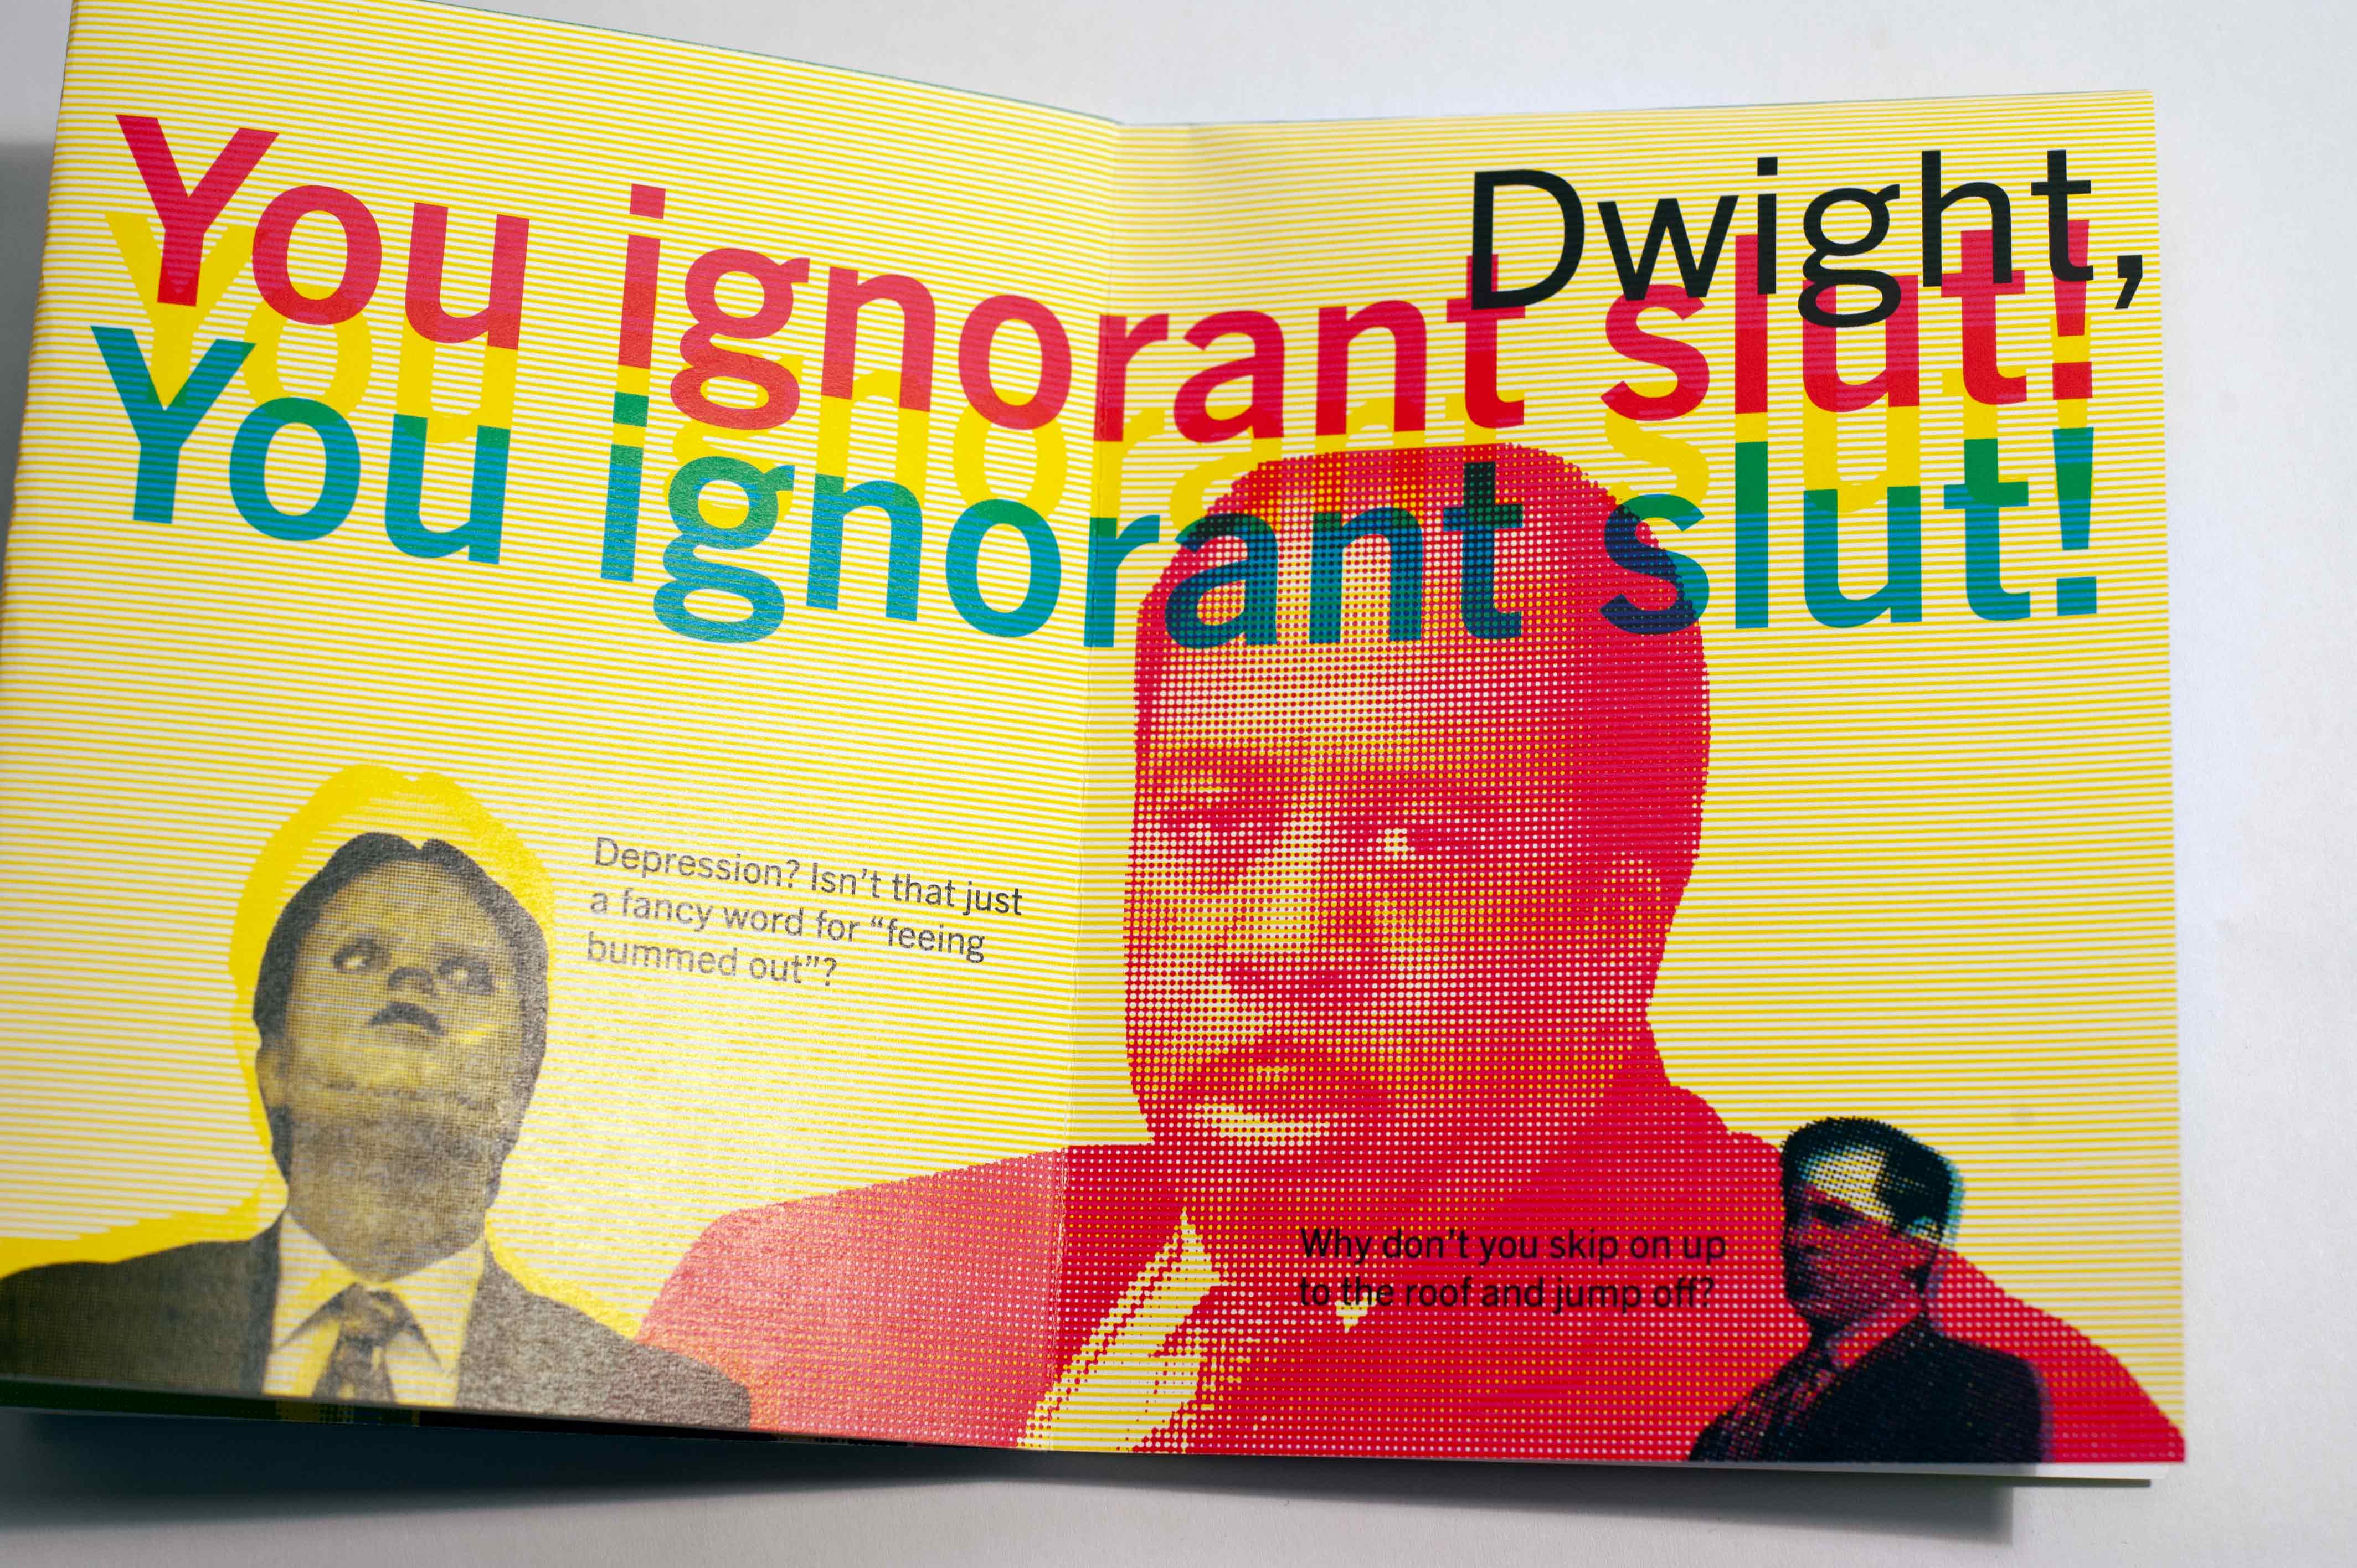 Dwight,
You ignorant slut!
You ignorant slut!
You ignorant slut!
Depression? Isn't that just
a fancy word for “feeing
bummed out”?
Why don't you skip on up
to the roof and jump off?